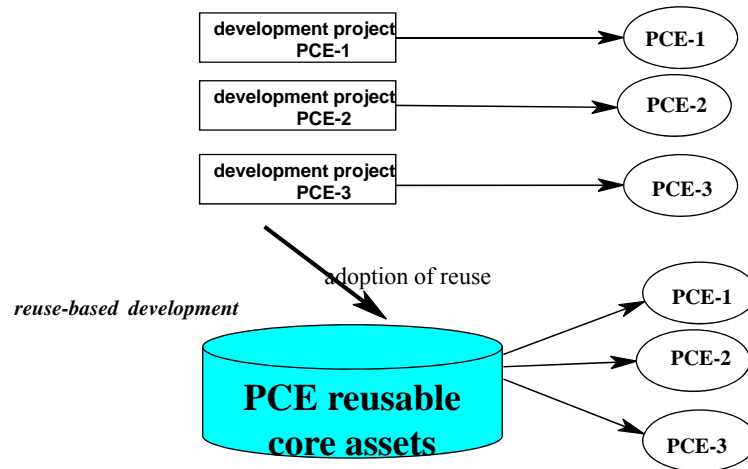 development project
PCE-1
PCE-1
development project
PCE-2
PCE-2
development project
PCE-3
PCE-3
adoption of reuse
reuse-based development
PCE-1
PCE-2
PCE reusable
core assets
PCE-3